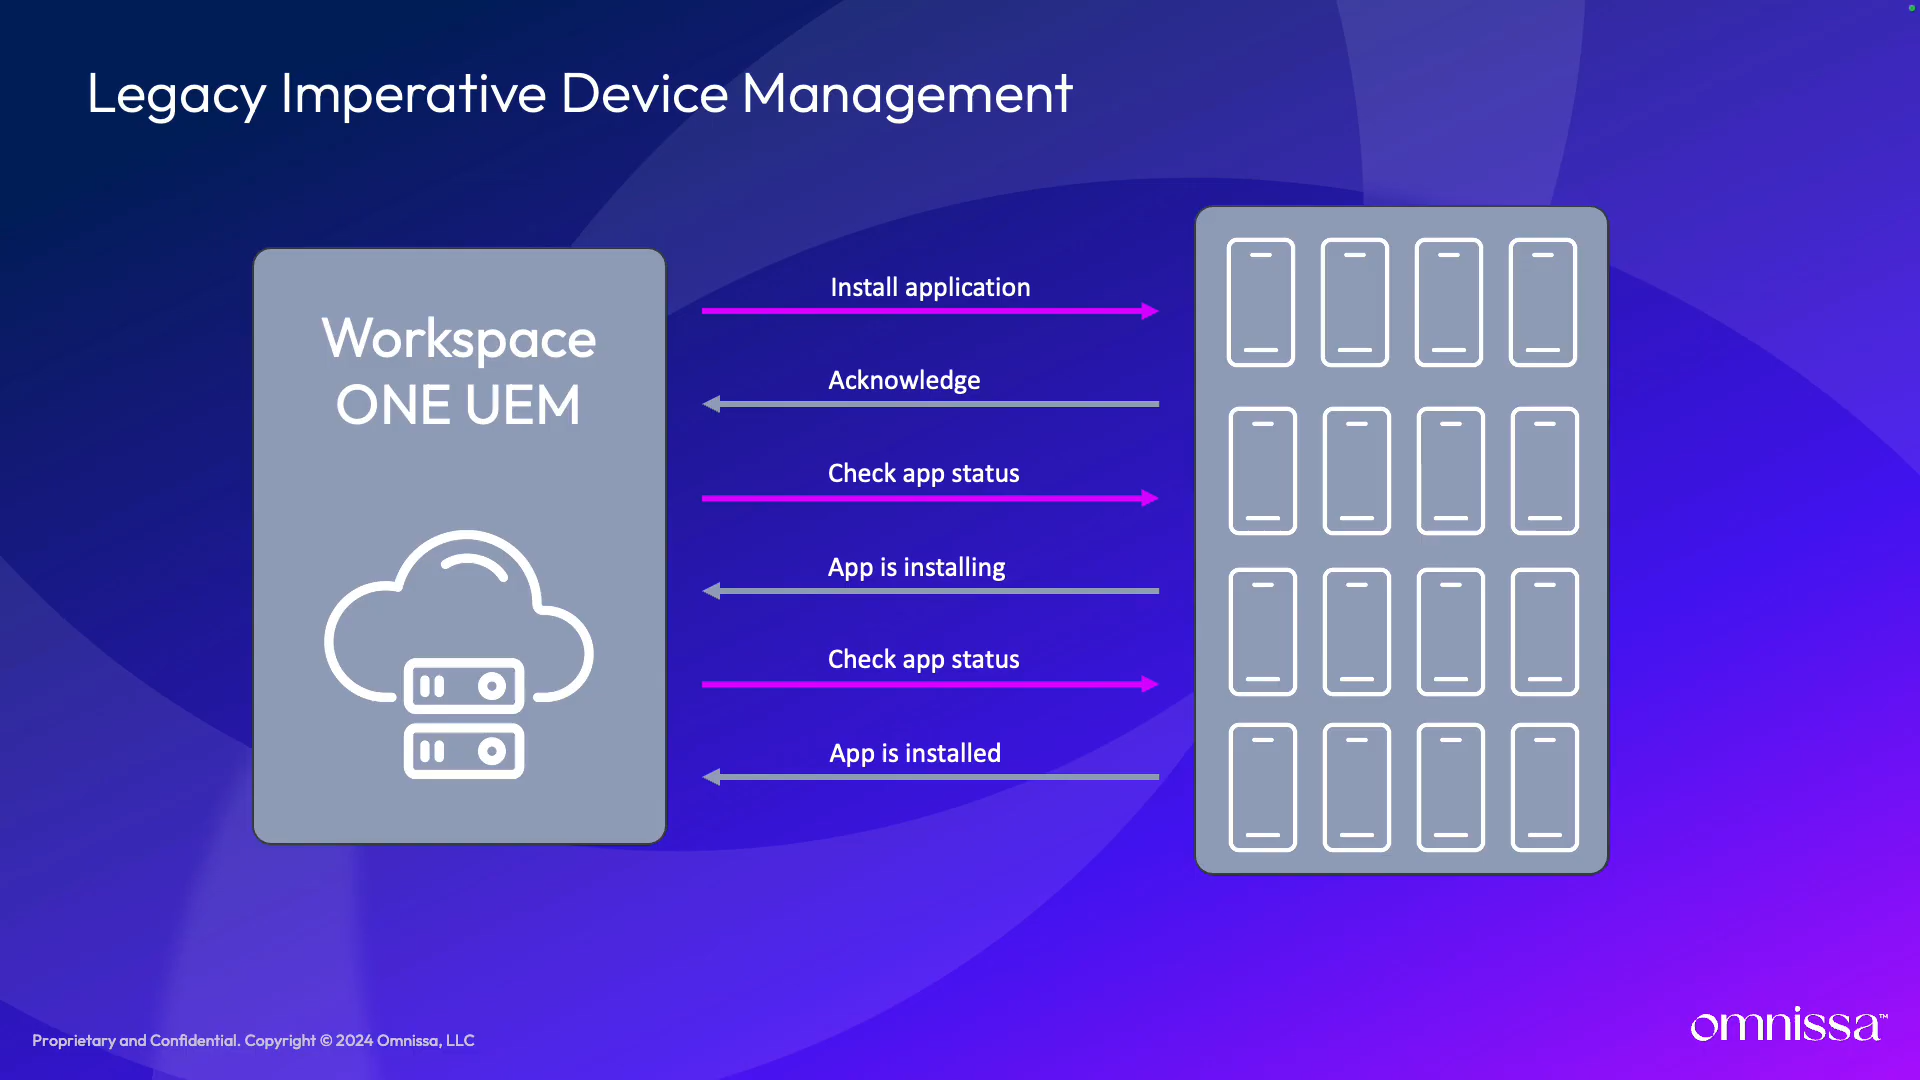 Legacy Imperative Device Management
Workspace
ONE UEM
Install application
Acknowledge
Check app status
App is installing
Check app status
App is installed
Proprietary and Confidential. Copyright © 2024 Omnissa, LLC
omnissa™